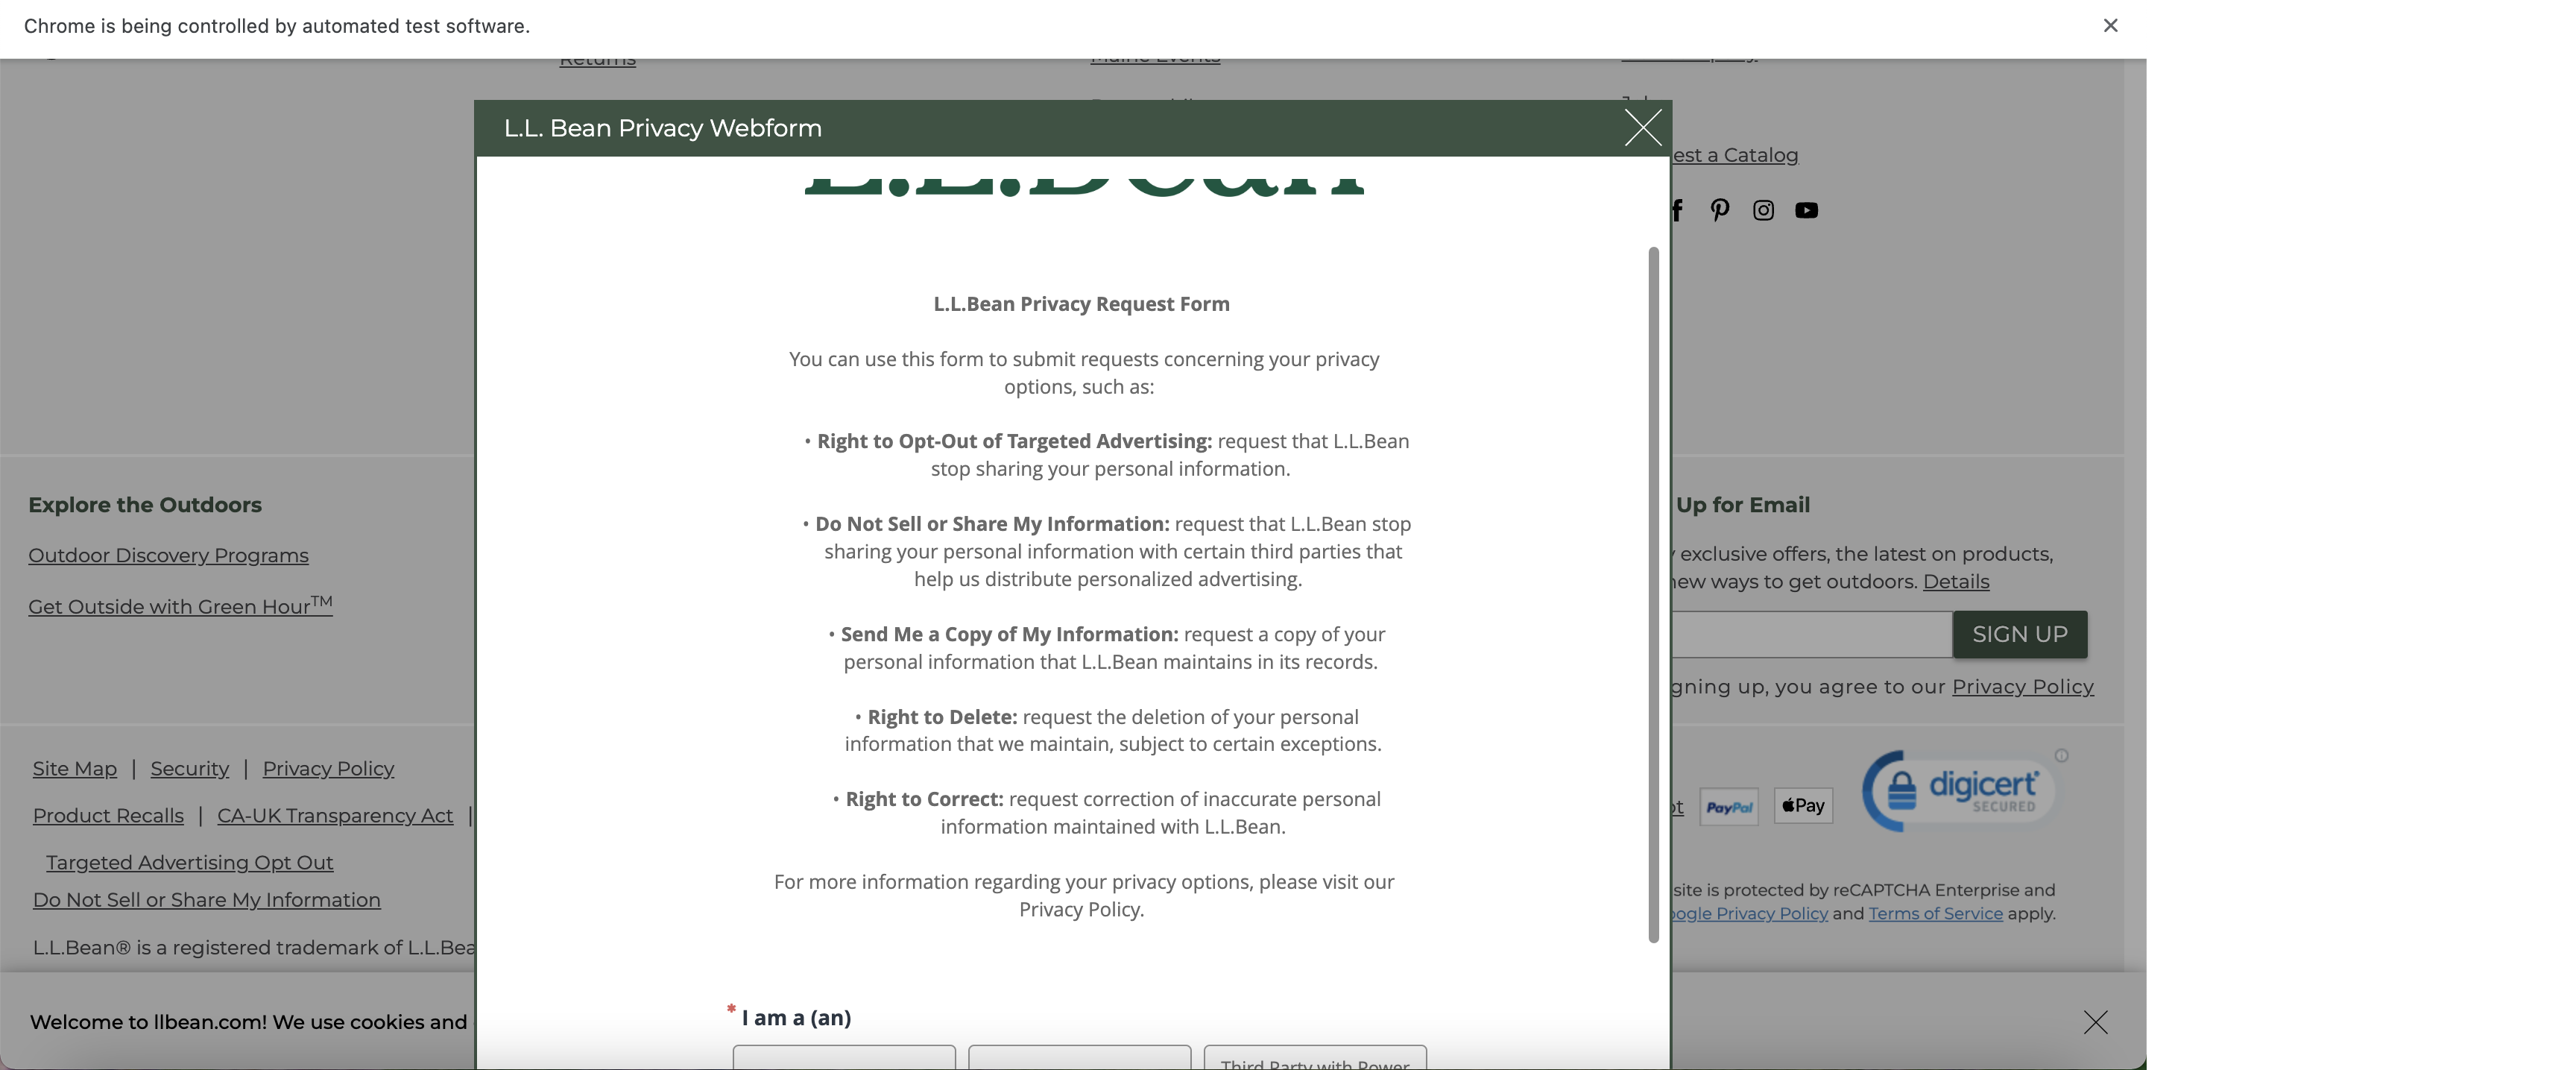 Chrome is being controlled by automated test software.
Returns
Maine Events
L.L. Bean Privacy Webform
est a Catalog
L.L.Bean
L.L.Bean Privacy Request Form
You can use this form to submit requests concerning your privacy
options, such as:
• Right to Opt-Out of Targeted Advertising: request that L.L.Bean
stop sharing your personal information.
• Do Not Sell or Share My Information: request that L.L.Bean stop
sharing your personal information with certain third parties that
help us distribute personalized advertising.
• Send Me a Copy of My Information: request a copy of your
personal information that L.L.Bean maintains in its records.
• Right to Delete: request the deletion of your personal
information that we maintain, subject to certain exceptions.
• Right to Correct: request correction of inaccurate personal
information maintained with L.L.Bean.
For more information regarding your privacy options, please visit our
Privacy Policy.
* I am a (an)
Third Party with Power
Explore the Outdoors
Outdoor Discovery Programs
Get Outside with Green Hour™
Up for Email
exclusive offers, the latest on products,
new ways to get outdoors. Details
SIGN UP
gning up, you agree to our Privacy Policy
Site Map | Security | Privacy Policy
Product Recalls | CA-UK Transparency Act |
Targeted Advertising Opt Out
Do Not Sell or Share My Information
L.L.Bean® is a registered trademark of L.L.Bea
PayPal
Pay
digicert
SECURED
site is protected by reCAPTCHA Enterprise and
ogle Privacy Policy and Terms of Service apply.
Welcome to llbean.com! We use cookies and